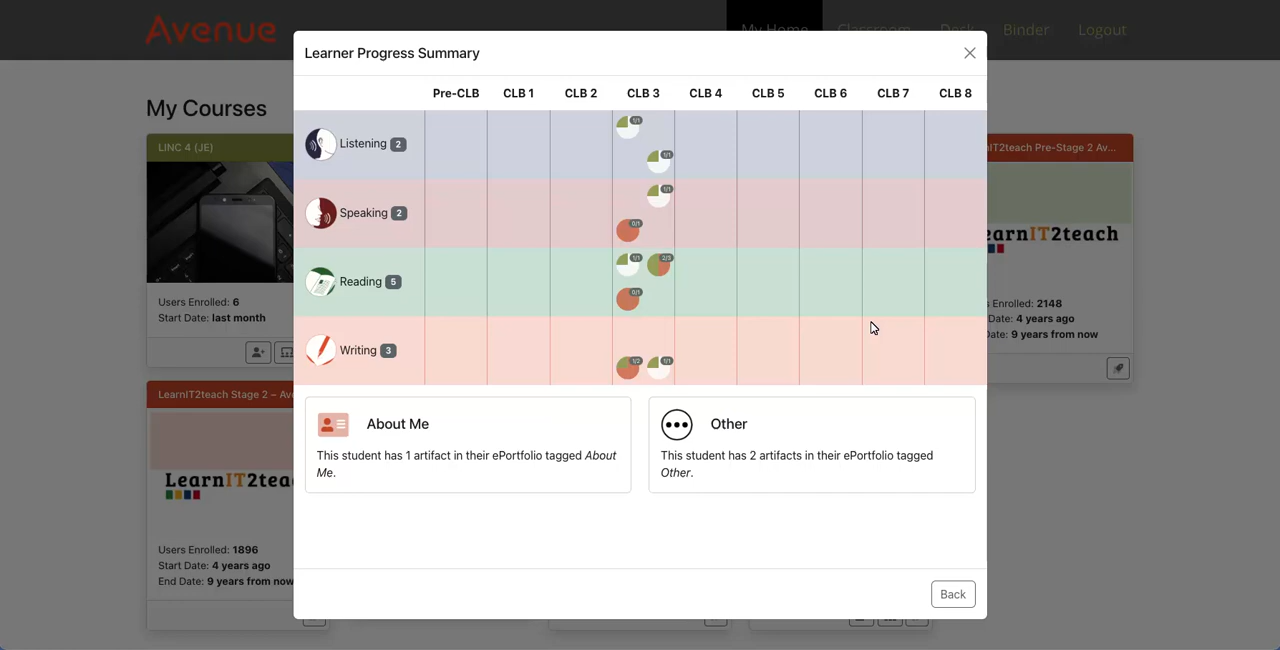 Avenue
My Home
Classroom
Desk
Binder
Logout
Learner Progress Summary
Pre-CLB
CLB 1
CLB 2
CLB 3
CLB 4
CLB 5
CLB 6
CLB 7
CLB 8
My Courses
LINC 4 (JE)
Listening 2
1/1
1/1
Speaking 2
1/1
0/1
Reading 5
1/1
2/3
0/1
Writing 3
1/2
1/1
Users Enrolled: 6
Start Date: last month
nIT2teach Pre-Stage 2 Av...
earnIT2teach
Enrolled: 2148
Date: 4 years ago
Date: 9 years from now
LearnIT2teach Stage 2 – Av
LearnIT2tea
Users Enrolled: 1896
Start Date: 4 years ago
End Date: 9 years from now
About Me
This student has 1 artifact in their ePortfolio tagged About
Me.
Other
This student has 2 artifacts in their ePortfolio tagged
Other.
Back